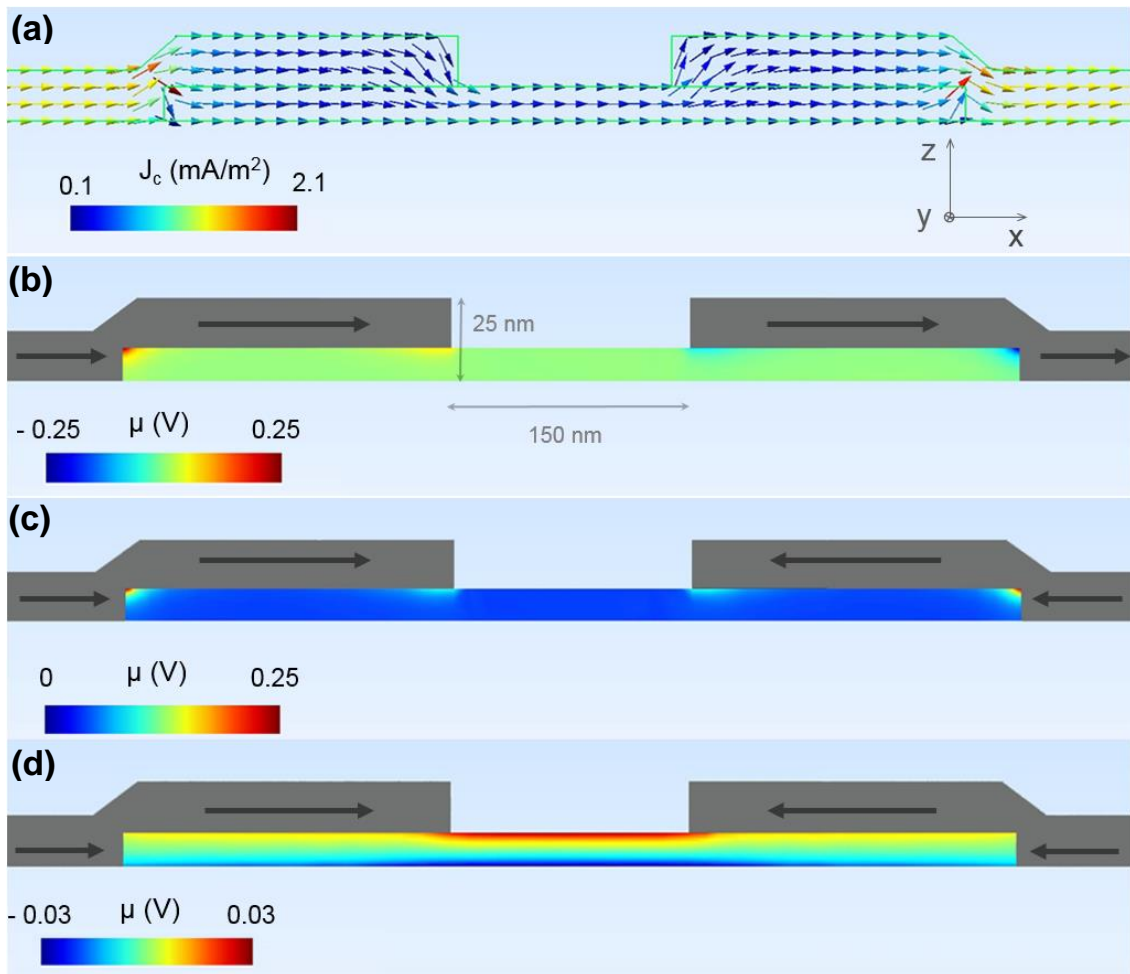 (a)
J_c (mA/m²)
0.1 2.1
z
y
x
(b)
25 nm
150 nm
- 0.25 μ (V) 0.25
(c)
0 μ (V) 0.25
(d)
- 0.03 μ (V) 0.03